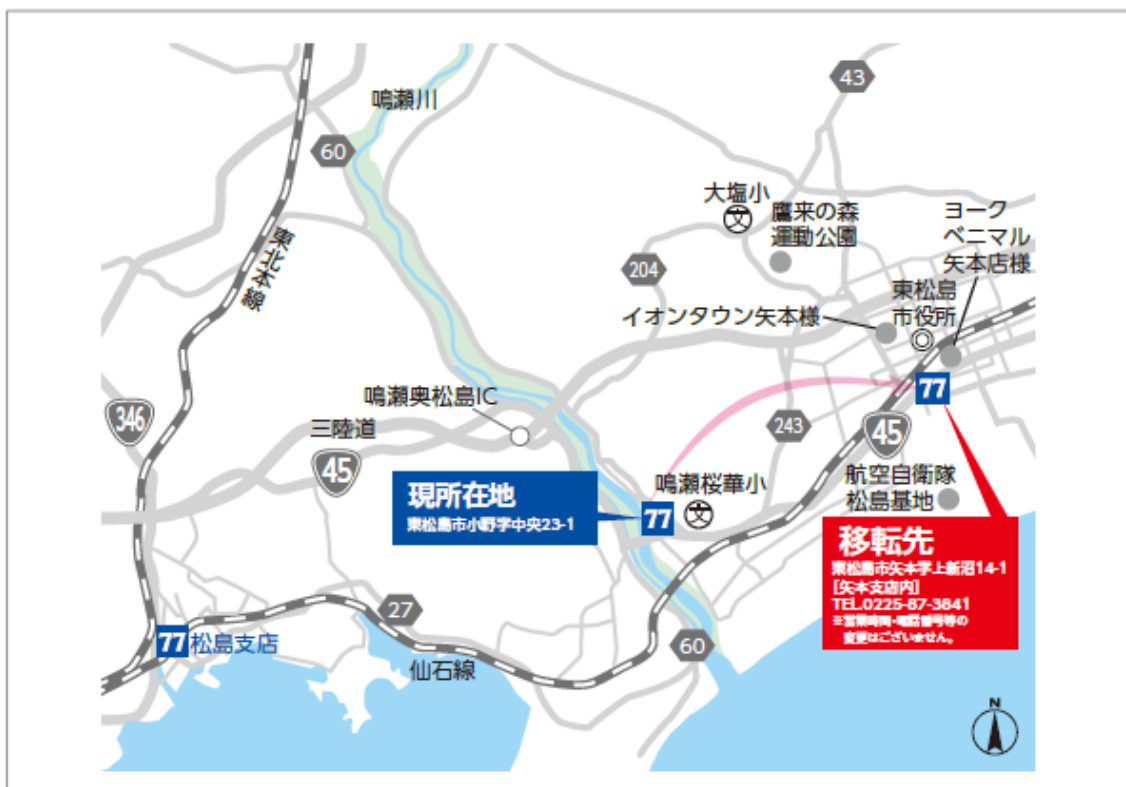 鳴瀬川
43
60
大塩小
文
鷹来の森
運動公園
ヨーク
ベニマル
矢本店様
東北本線
204
東松島
市役所
イオンタウン矢本様
77
346
鳴瀬奥松島IC
三陸道
45
243
45
現所在地
東松島市小野字中央23-1
77
鳴瀬桜華小
文
航空自衛隊
松島基地
移転先
東松島市矢本字上新沼14-1
[矢本支店内]
TEL.0225-87-3841
※営業時間・電話番号等の
変更はございません。
27
77 松島支店
仙石線
60
N